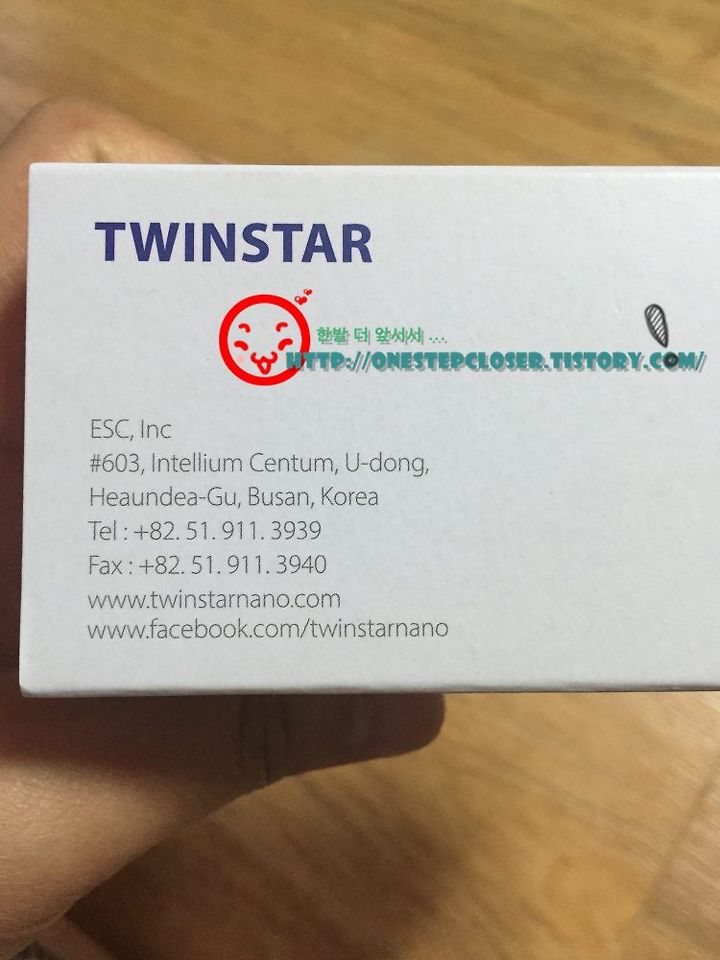 TWINSTAR
한발 더 앞서서 ...
HTTP://ONESTEPCLOSER.TISTORY.COM/
ESC, Inc
#603, Intellium Centum, U-dong,
Heaundea-Gu, Busan, Korea
Tel : +82. 51. 911. 3939
Fax : +82. 51. 911. 3940
www.twinstarnano.com
www.facebook.com/twinstarnano